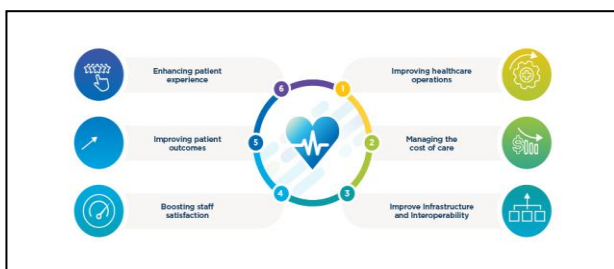 Enhancing patient
experience
Improving patient
outcomes
Boosting staff
satisfaction
6
5
4
1
2
3
Improving healthcare
operations
Managing the
cost of care
Improve Infrastructure
and Interoperability
$